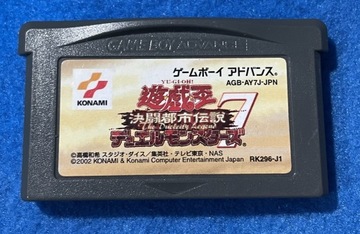 GAME BOY ADVANCE
ゲームボーイ アドバンス®
AGB-AY7J-JPN
KONAMI
YU-GI-OH!
遊戯王
7
決闘都市伝説
The Duelcity Legend
デュエルモンスターズ
©高橋和希 スタジオ・ダイス／集英社・テレビ東京・NAS
©2002 KONAMI & Konami Computer Entertainment Japan
RK296-J1